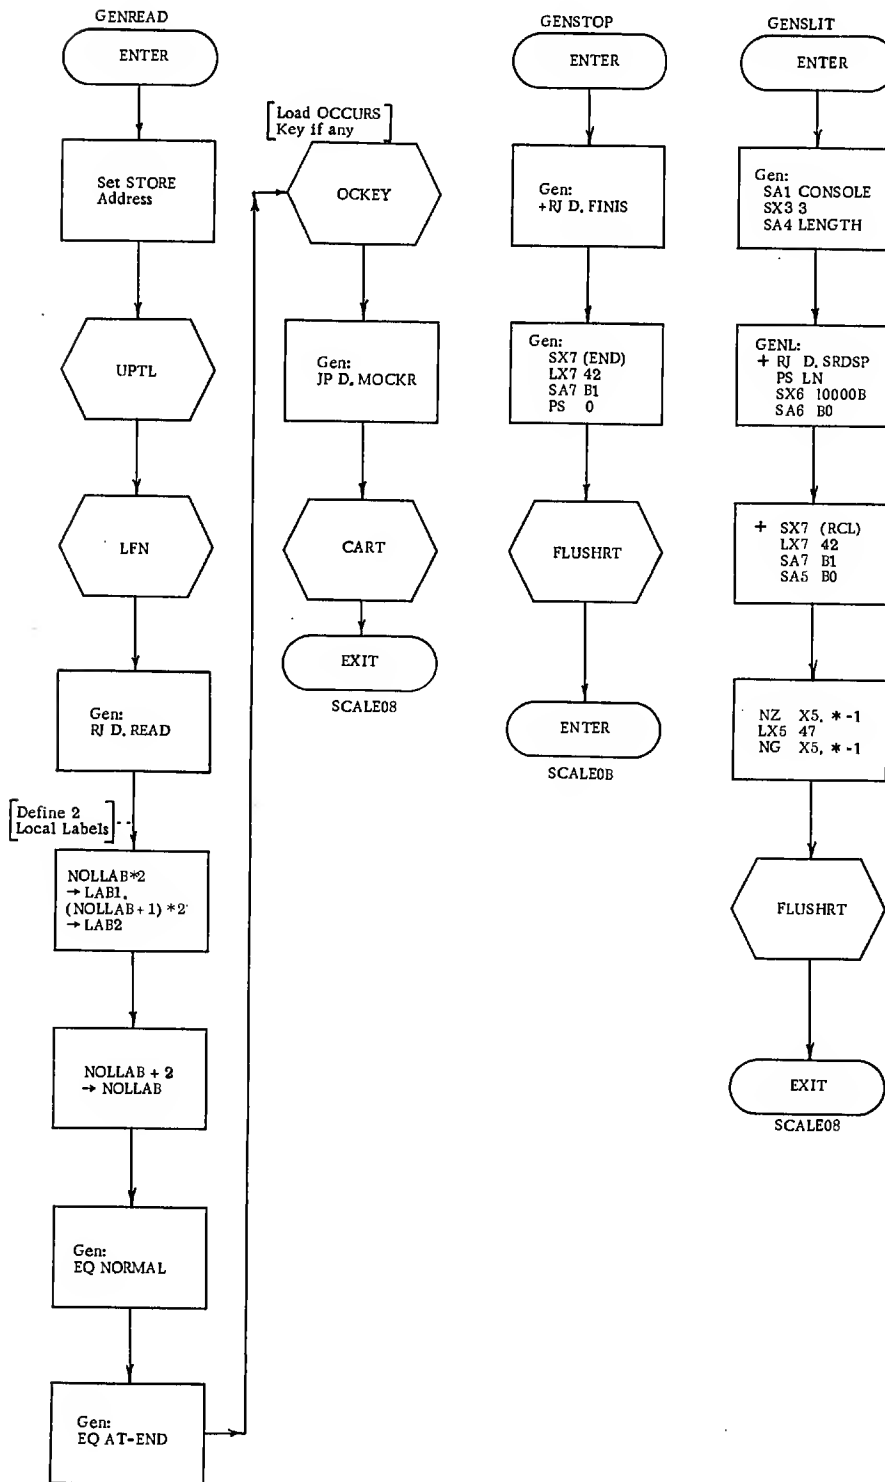 GENREAD
ENTER
Set STORE
Address
UPTL
LFN
Gen:
RJ D. READ
Define 2
Local Labels
NOLLAB*2
→ LAB1,
(NOLLAB + 1) *2
→ LAB2
NOLLAB + 2
→ NOLLAB
Gen:
EQ NORMAL
Gen:
EQ AT-END
[Load OCCURS
Key if any]
OCKEY
Gen:
JP D. MOCKR
CART
EXIT
SCALE08
GENSTOP
ENTER
Gen:
+RJ D. FINIS
Gen:
SX7 (END)
LX7 42
SA7 B1
PS 0
FLUSHRT
ENTER
SCALE0B
GENSLIT
ENTER
Gen:
SA1 CONSOLE
SX3 3
SA4 LENGTH
GENL:
+ RJ D. SRDSP
PS LN
SX6 10000B
SA6 B0
+ SX7 (RCL)
LX7 42
SA7 B1
SA5 B0
NZ X5, *-1
LX5 47
NG X5, *-1
FLUSHRT
EXIT
SCALE08